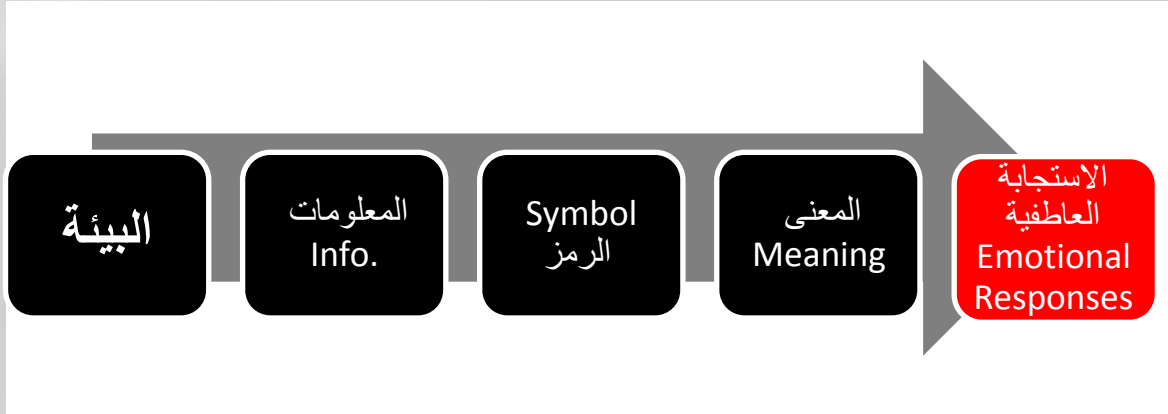 البيئة
المعلومات
Info.
Symbol
الرمز
المعنى
Meaning
الاستجابة
العاطفية
Emotional
Responses